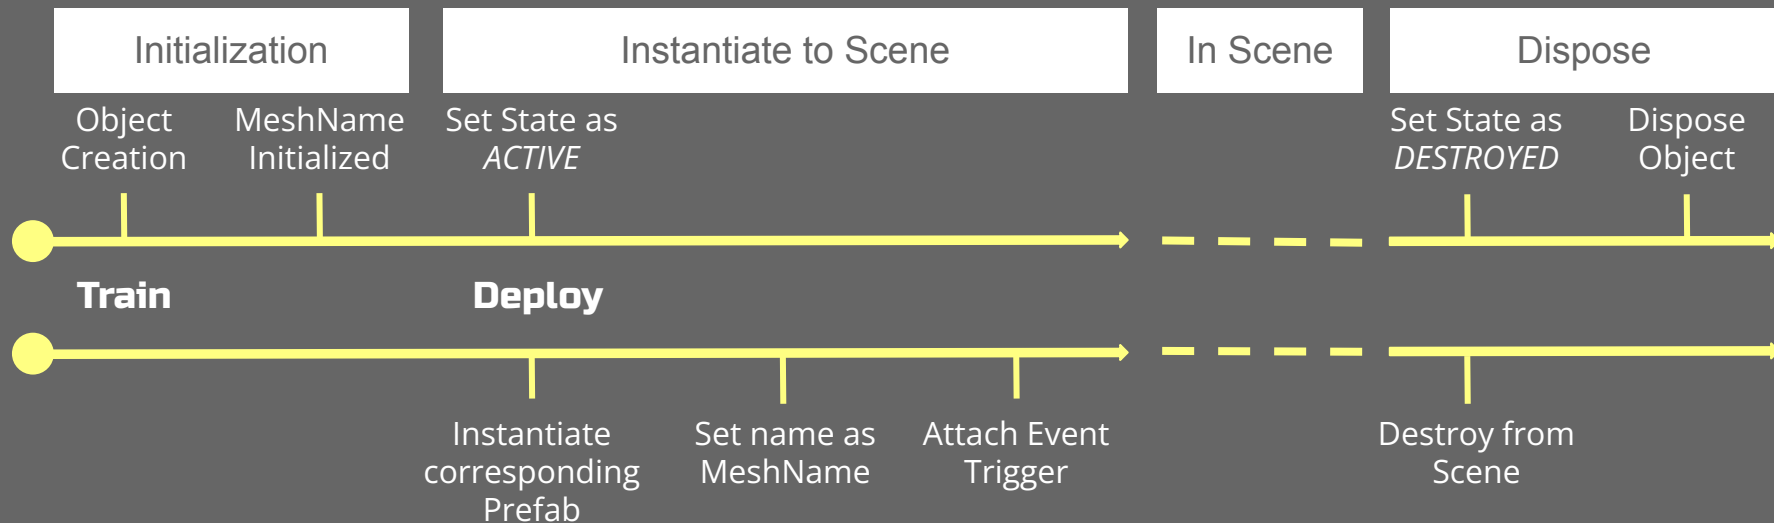 Initialization
Instantiate to Scene
In Scene
Dispose
Object
Creation
MeshName
Initialized
Set State as
ACTIVE
Set State as
DESTROYED
Dispose
Object
Train
Deploy
Instantiate
corresponding
Prefab
Set name as
MeshName
Attach Event
Trigger
Destroy from
Scene